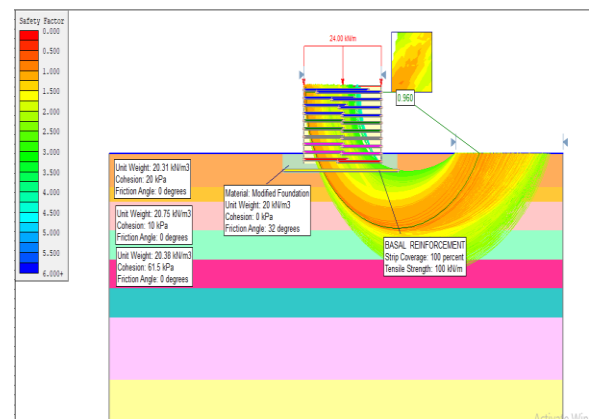 Safety Factor
0.000
0.500
1.000
1.500
2.000
2.500
3.000
3.500
4.000
4.500
5.000
5.500
6.000+
24.00 kN/m
0.960
Unit Weight: 20.31 kN/m3
Cohesion: 20 kPa
Friction Angle: 0 degrees
Unit Weight: 20.75 kN/m3
Cohesion: 10 kPa
Friction Angle: 0 degrees
Unit Weight: 20.38 kN/m3
Cohesion: 61.5 kPa
Friction Angle: 0 degrees
Material: Modified Foundation
Unit Weight: 20 kN/m3
Cohesion: 0 kPa
Friction Angle: 32 degrees
BASAL REINFORCEMENT
Strip Coverage: 100 percent
Tensile Strength: 100 kN/m
Activate Win